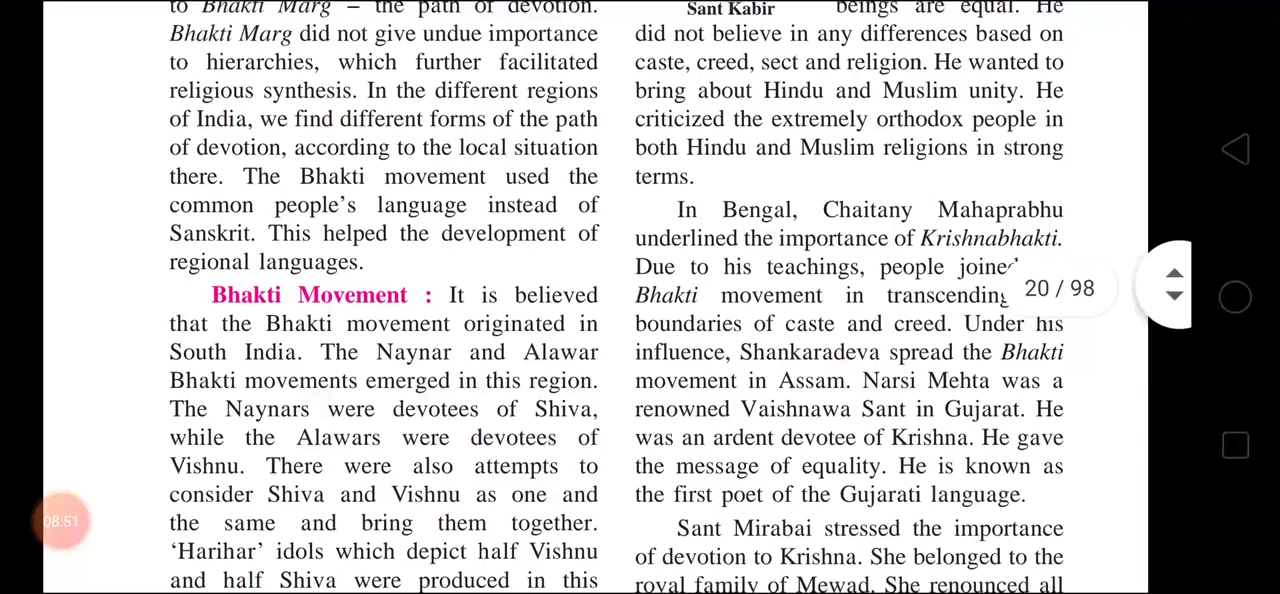 to Bhakti Marg – the path of devotion.
Bhakti Marg did not give undue importance
to hierarchies, which further facilitated
religious synthesis. In the different regions
of India, we find different forms of the path
of devotion, according to the local situation
there. The Bhakti movement used the
common people's language instead of
Sanskrit. This helped the development of
regional languages.
Bhakti Movement : It is believed
that the Bhakti movement originated in
South India. The Naynar and Alawar
Bhakti movements emerged in this region.
The Naynars were devotees of Shiva,
while the Alawars were devotees of
Vishnu. There were also attempts to
consider Shiva and Vishnu as one and
the same and bring them together.
‘Harihar’ idols which depict half Vishnu
and half Shiva were produced in this
Sant Kabir
beings are equal. He
did not believe in any differences based on
caste, creed, sect and religion. He wanted to
bring about Hindu and Muslim unity. He
criticized the extremely orthodox people in
both Hindu and Muslim religions in strong
terms.
In Bengal, Chaitany Mahaprabhu
underlined the importance of Krishnabhakti.
Due to his teachings, people joined
Bhakti movement in transcending
boundaries of caste and creed. Under his
influence, Shankaradeva spread the Bhakti
movement in Assam. Narsi Mehta was a
renowned Vaishnawa Sant in Gujarat. He
was an ardent devotee of Krishna. He gave
the message of equality. He is known as
the first poet of the Gujarati language.
Sant Mirabai stressed the importance
of devotion to Krishna. She belonged to the
royal family of Mewad. She renounced all
20 / 98
08:51